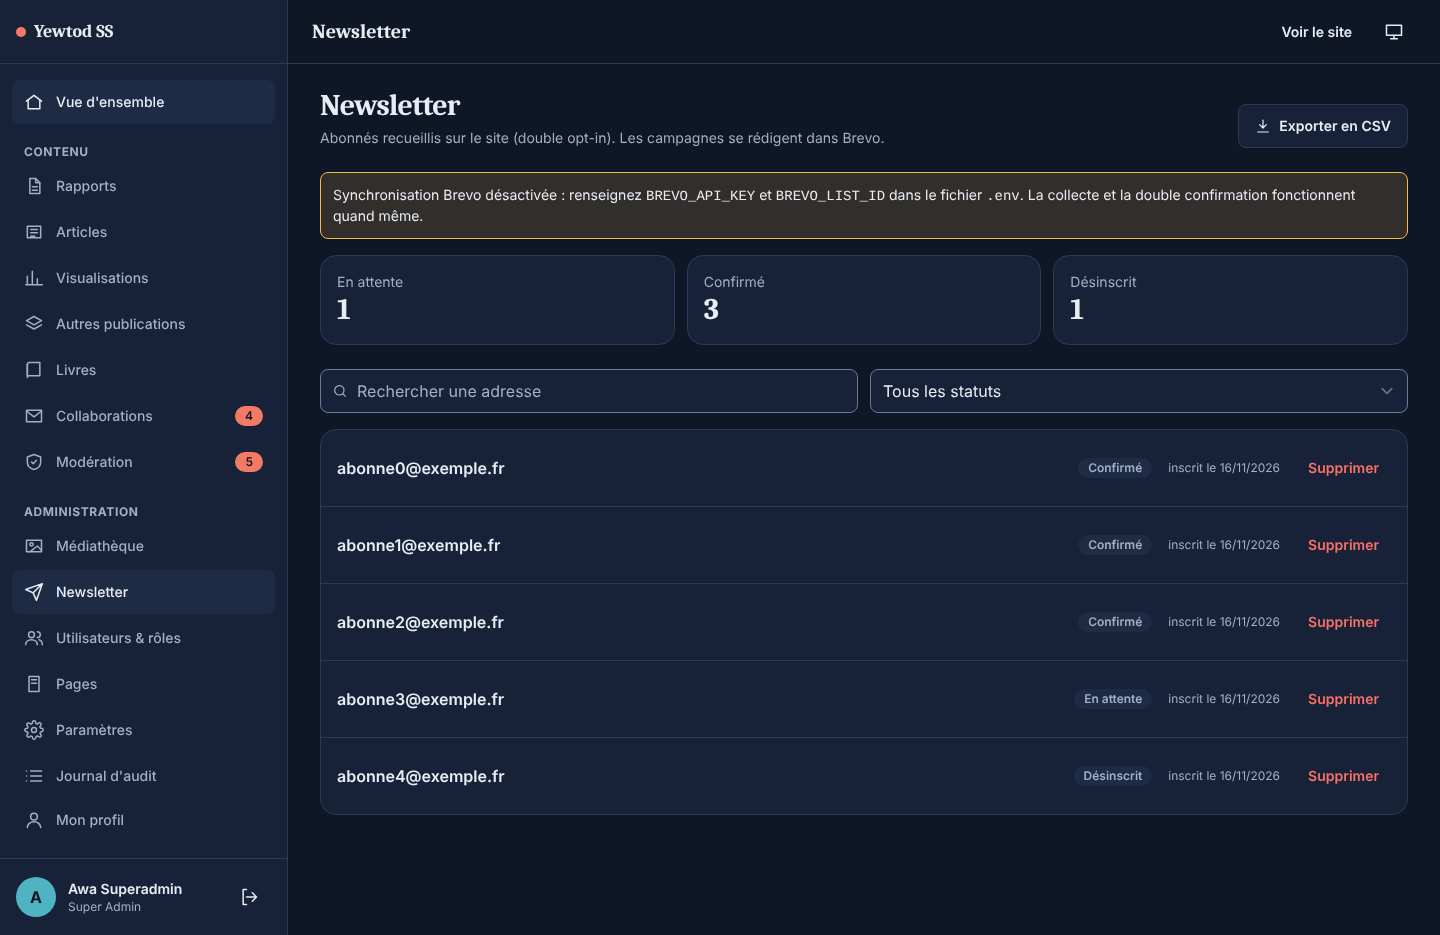 Yewtod SS
Newsletter
Voir le site
Vue d'ensemble
CONTENU
Rapports
Articles
Visualisations
Autres publications
Livres
Collaborations 4
Modération 5
ADMINISTRATION
Médiathèque
Newsletter
Utilisateurs & rôles
Pages
Paramètres
Journal d'audit
Mon profil
A
Awa Superadmin
Super Admin
Newsletter
Abonnés recueillis sur le site (double opt-in). Les campagnes se rédigent dans Brevo.
Exporter en CSV
Synchronisation Brevo désactivée : renseignez BREVO_API_KEY et BREVO_LIST_ID dans le fichier .env. La collecte et la double confirmation fonctionnent
quand même.
En attente
1
Confirmé
3
Désinscrit
1
Rechercher une adresse
Tous les statuts
abonne0@exemple.fr Confirmé inscrit le 16/11/2026 Supprimer
abonne1@exemple.fr Confirmé inscrit le 16/11/2026 Supprimer
abonne2@exemple.fr Confirmé inscrit le 16/11/2026 Supprimer
abonne3@exemple.fr En attente inscrit le 16/11/2026 Supprimer
abonne4@exemple.fr Désinscrit inscrit le 16/11/2026 Supprimer